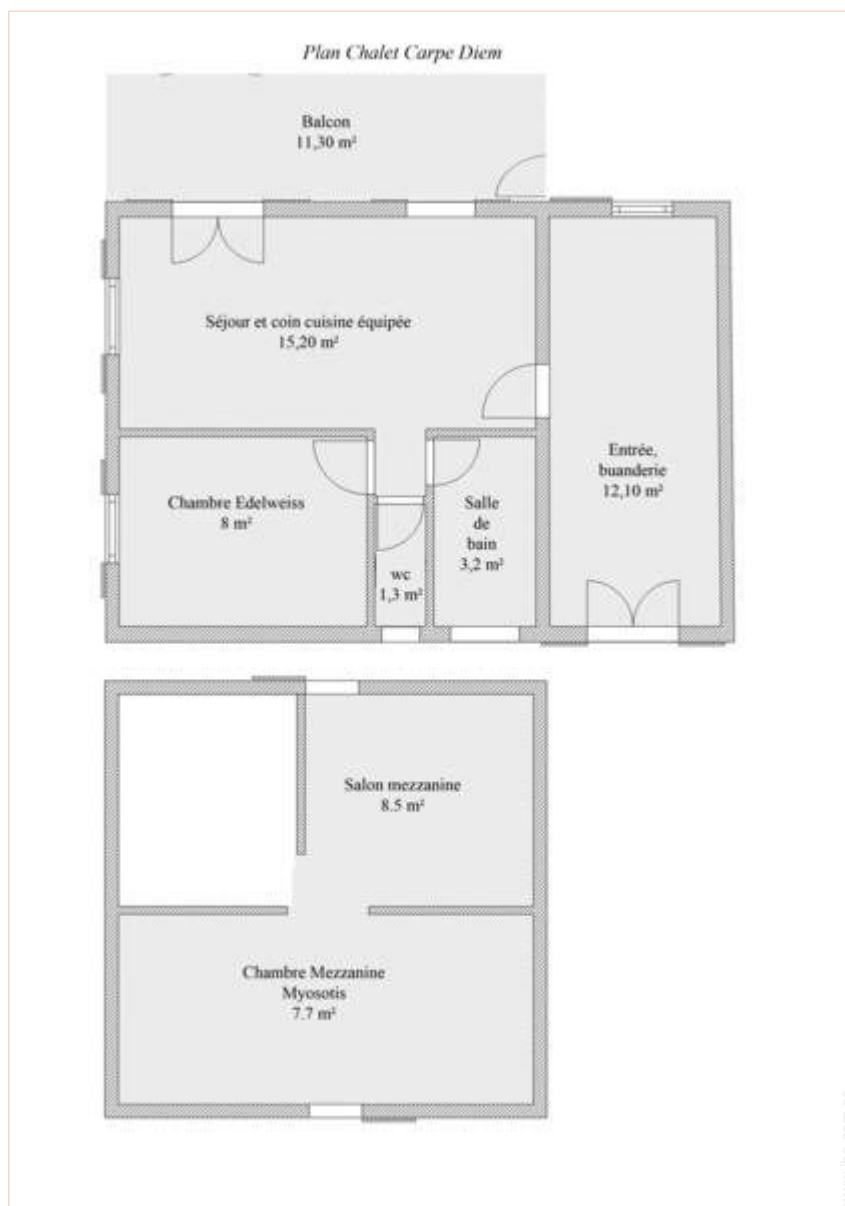 Plan Chalet Carpe Diem
Balcon
11,30 m²
Séjour et coin cuisine équipée
15,20 m²
Entrée,
buanderie
12,10 m²
Chambre Edelweiss
8 m²
Salle
de
bain
3,2 m²
wc
1,3 m²
Salon mezzanine
8.5 m²
Chambre Mezzanine
Myosotis
7.7 m²